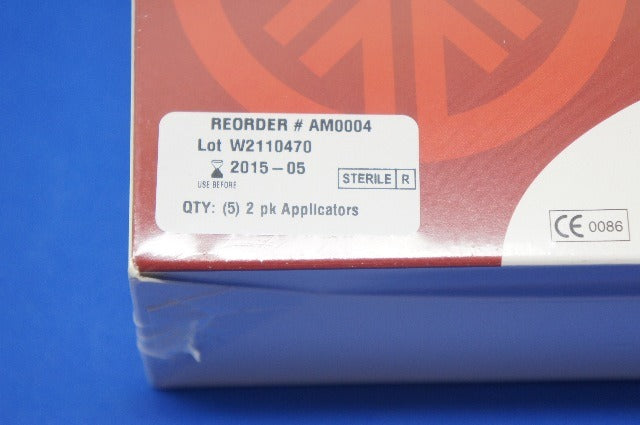 REORDER # AM0004
Lot W2110470
2015-05
USE BEFORE
STERILE R
QTY: (5) 2 pk Applicators
CE 0086